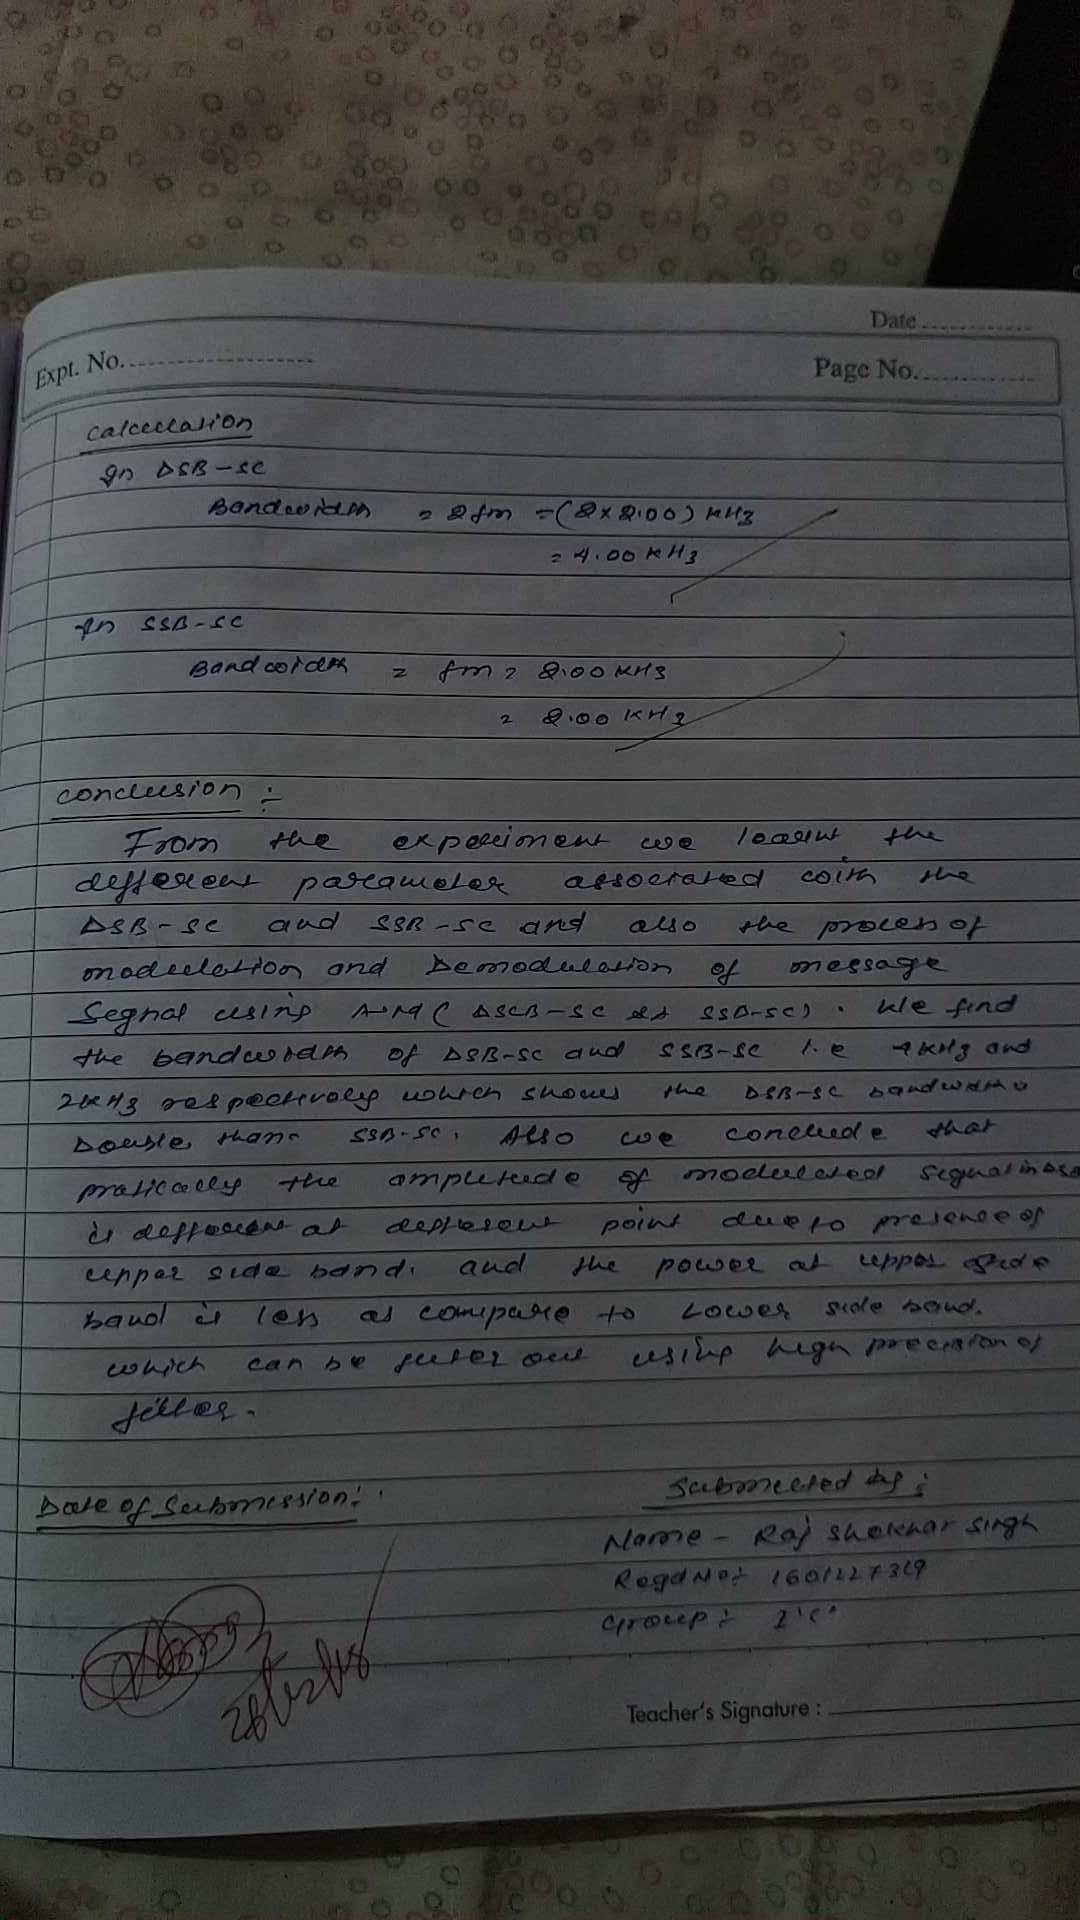 Date ............
Expt. No. ....................
Page No. ............
Calculation
In DSB-SC
Bandwidth = 2fm = (2×2.00) KHz
= 4.00 KHz
In SSB-SC
Bandwidth = fm = 2.00 KHz
= 2.00 KHz
Conclusion :-
From the experiment we learnt the
different parameter associated with the
DSB-SC and SSB-SC and also the process of
modulation and Demodulation of message
Signal using A.M ( DSCB-SC SSB-SC) . We find
the bandwidth of DSB-SC and SSB-SC i.e 4KHz and
2KHz respectively which shows the DSB-SC bandwidth
Double than SSB-SC. Also we conclude that
pratically the amplitude of modulated signal in
is different at different point due to presence of
upper side band. and the power at upper side
band is less as compare to Lower side band.
which can be filter out using high precision of
filter.
Date of Submission :-
Submitted by :
Name - Raj Shekhar Singh
Regd No :- 1601227319
Group :-
28/02/18
Teacher's Signature :